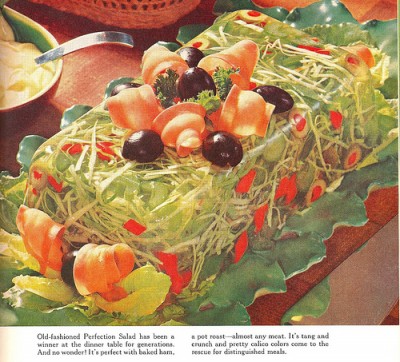 Old-fashioned Perfection Salad has been a
winner at the dinner table for generations.
And no wonder! It's perfect with baked ham,
a pot roast—almost any meat. It's tang and
crunch and pretty calico colors come to the
rescue for distinguished meals.